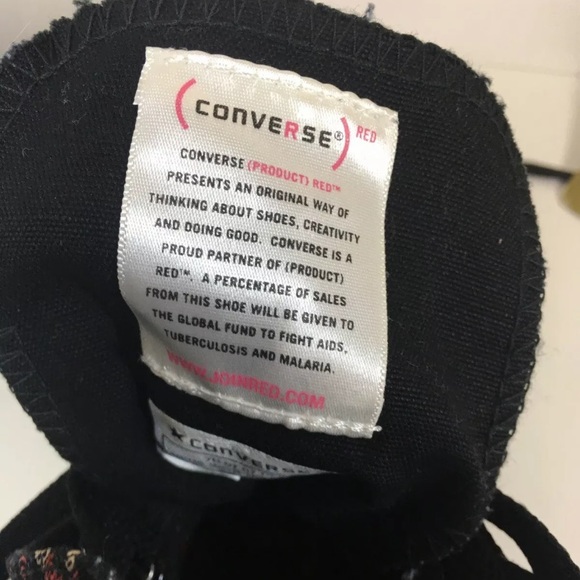 (CONVERSE®) RED
CONVERSE (PRODUCT) RED™
PRESENTS AN ORIGINAL WAY OF
THINKING ABOUT SHOES, CREATIVITY
AND DOING GOOD. CONVERSE IS A
PROUD PARTNER OF (PRODUCT)
RED™. A PERCENTAGE OF SALES
FROM THIS SHOE WILL BE GIVEN TO
THE GLOBAL FUND TO FIGHT AIDS,
TUBERCULOSIS AND MALARIA.
WWW.JOINRED.COM
CONVERSE